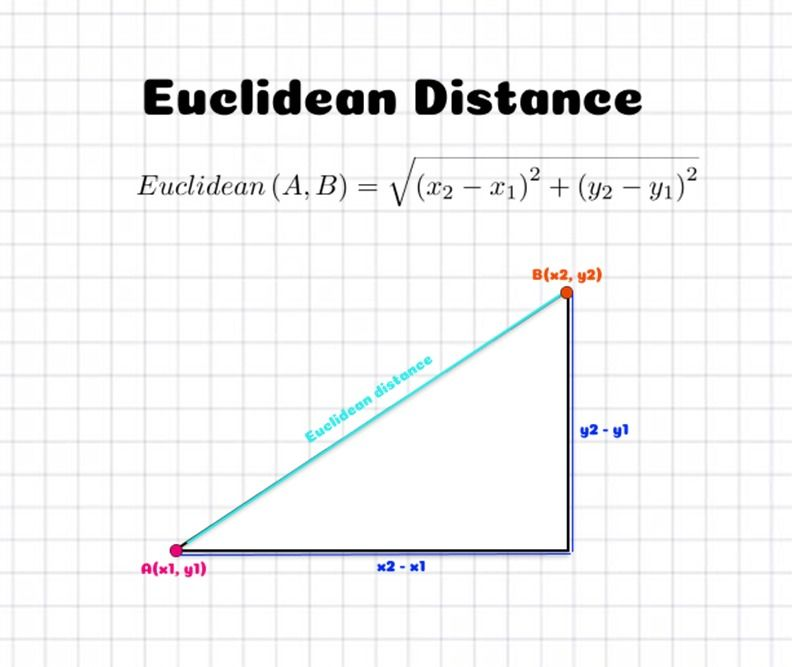 Euclidean Distance
Euclidean (A, B) = √((x₂ − x₁)² + (y₂ − y₁)²)
B(x2, y2)
Euclidean distance
y2 - y1
A(x1, y1)
x2 - x1